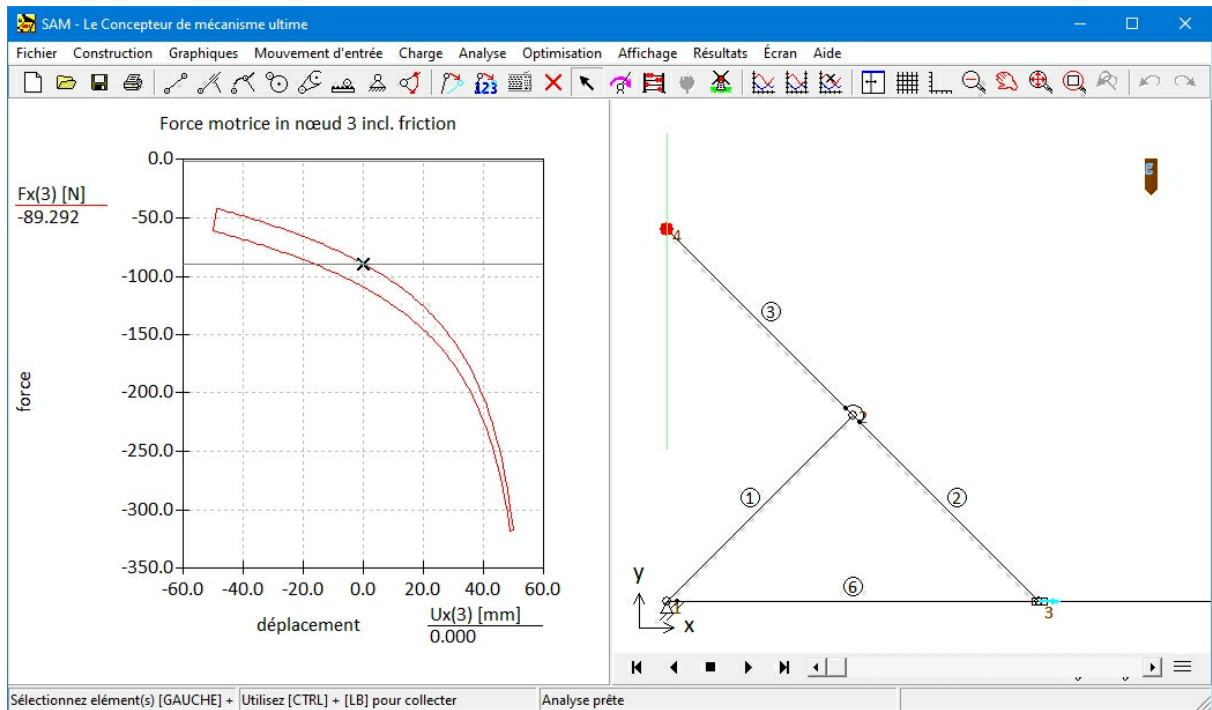 SAM - Le Concepteur de mécanisme ultime
Fichier Construction Graphiques Mouvement d'entrée Charge Analyse Optimisation Affichage Résultats Écran Aide
123
Force motrice in nœud 3 incl. friction
Fx(3) [N]
-89.292
0.0
-50.0
-100.0
-150.0
-200.0
-250.0
-300.0
-350.0
force
-60.0 -40.0 -20.0 0.0 20.0 40.0 60.0
déplacement
Ux(3) [mm]
0.000
g
4
3
2
1
2
6
1
3
y
x
Sélectionnez elément(s) [GAUCHE] + Utilisez [CTRL] + [LB] pour collecter Analyse prête